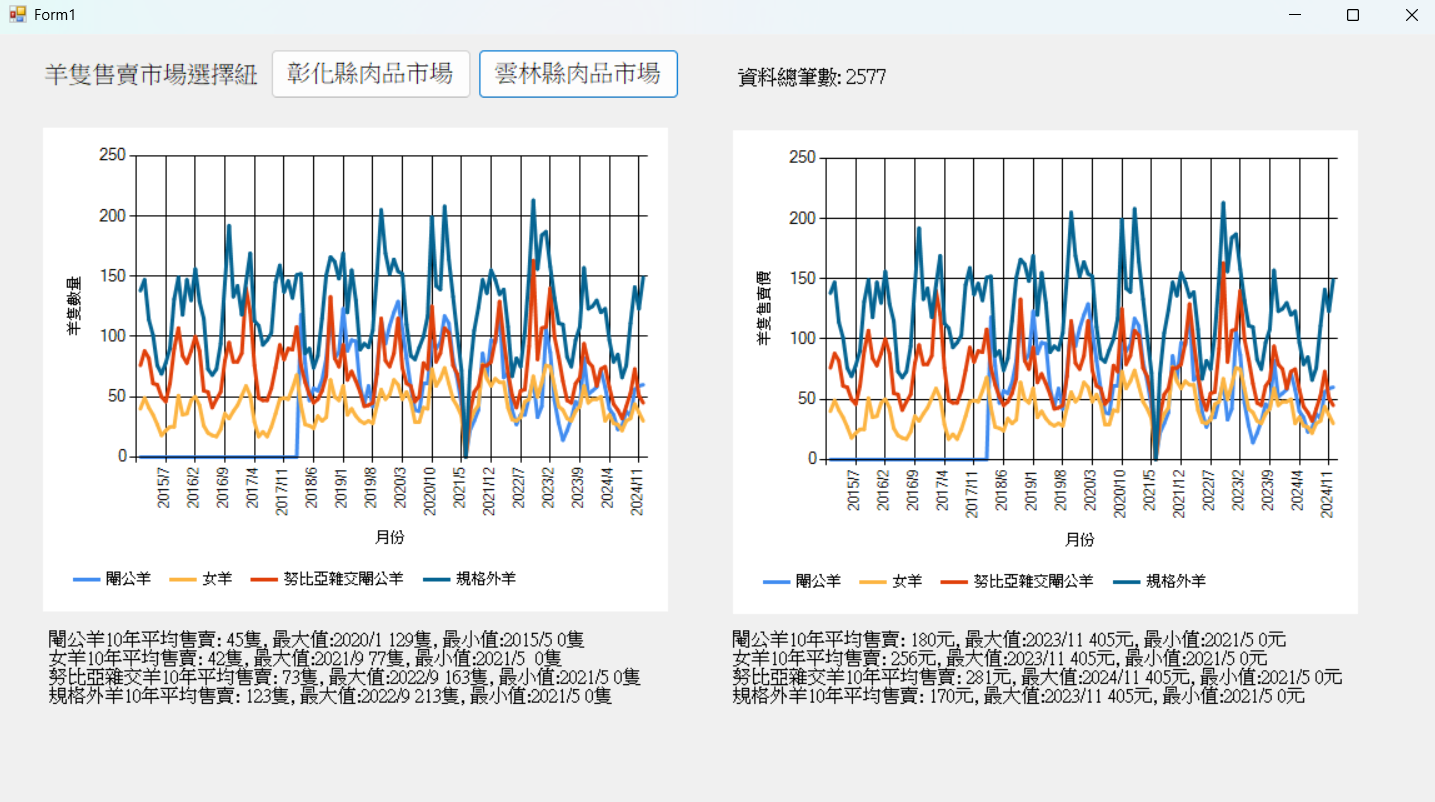 Form1
羊隻售賣市場選擇紐 彰化縣肉品市場 雲林縣肉品市場 資料總筆數: 2577
250
200
150
100
50
0
羊隻數量
2015/7 2016/2 2016/9 2017/4 2017/11 2018/6 2019/1 2019/8 2020/3 2020/10 2021/5 2021/12 2022/7 2023/2 2023/9 2024/4 2024/11
月份
閹公羊 女羊 努比亞雜交閹公羊 規格外羊
250
200
150
100
50
0
羊隻售賣價
2015/7 2016/2 2016/9 2017/4 2017/11 2018/6 2019/1 2019/8 2020/3 2020/10 2021/5 2021/12 2022/7 2023/2 2023/9 2024/4 2024/11
月份
閹公羊 女羊 努比亞雜交閹公羊 規格外羊
閹公羊10年平均售賣: 45隻, 最大值:2020/1 129隻, 最小值:2015/5 0隻
女羊10年平均售賣: 42隻, 最大值:2021/9 77隻, 最小值:2021/5 0隻
努比亞雜交羊10年平均售賣: 73隻, 最大值:2022/9 163隻, 最小值:2021/5 0隻
規格外羊10年平均售賣: 123隻, 最大值:2022/9 213隻, 最小值:2021/5 0隻
閹公羊10年平均售賣: 180元, 最大值:2023/11 405元, 最小值:2021/5 0元
女羊10年平均售賣: 256元, 最大值:2023/11 405元, 最小值:2021/5 0元
努比亞雜交羊10年平均售賣: 281元, 最大值:2024/11 405元, 最小值:2021/5 0元
規格外羊10年平均售賣: 170元, 最大值:2023/11 405元, 最小值:2021/5 0元